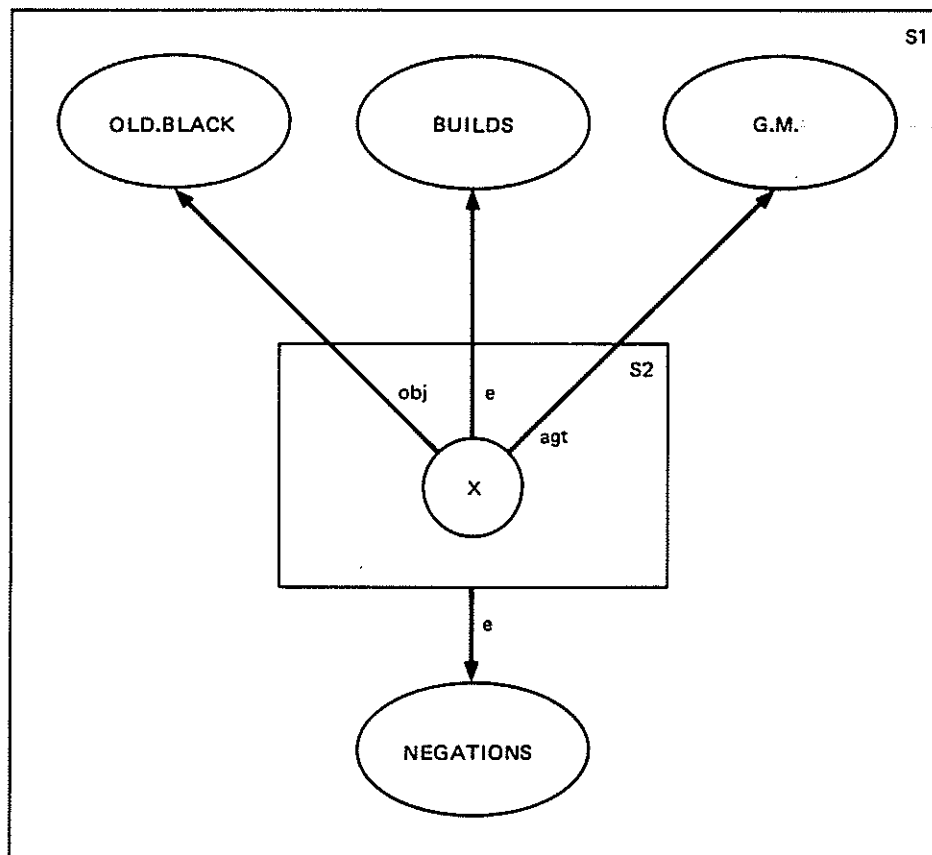 S1
OLD.BLACK
BUILDS
G.M.
S2
obj
e
agt
X
e
NEGATIONS